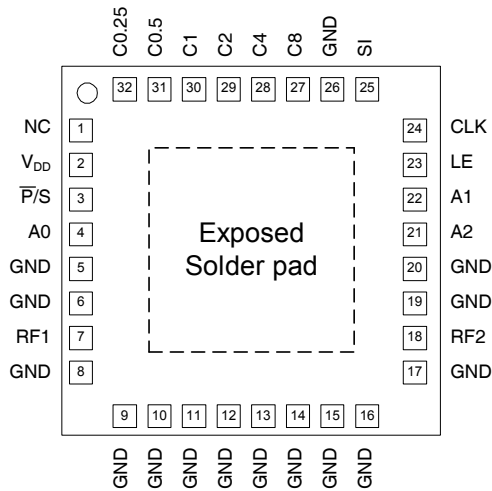 C0.25 C0.5 C1 C2 C4 C8 GND SI
32 31 30 29 28 27 26 25
NC 1 24 CLK
VDD 2 23 LE
P̅/S 3 22 A1
A0 4 21 A2
GND 5 20 GND
GND 6 19 GND
RF1 7 18 RF2
GND 8 17 GND
Exposed
Solder pad
9 10 11 12 13 14 15 16
GND GND GND GND GND GND GND GND